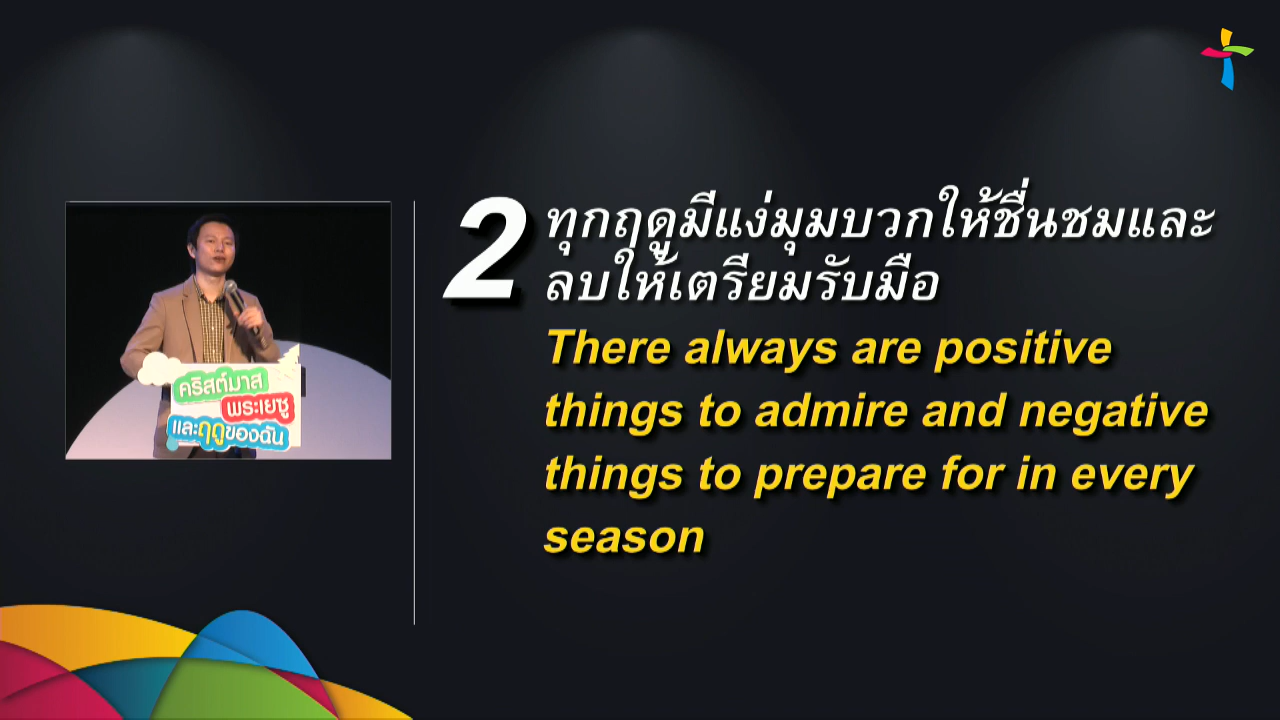 คริสต์มาส
พระเยซู
และฤดูของฉัน
2
ทุกฤดูมีแง่มุมบวกให้ชื่นชมและ
ลบให้เตรียมรับมือ
There always are positive
things to admire and negative
things to prepare for in every
season